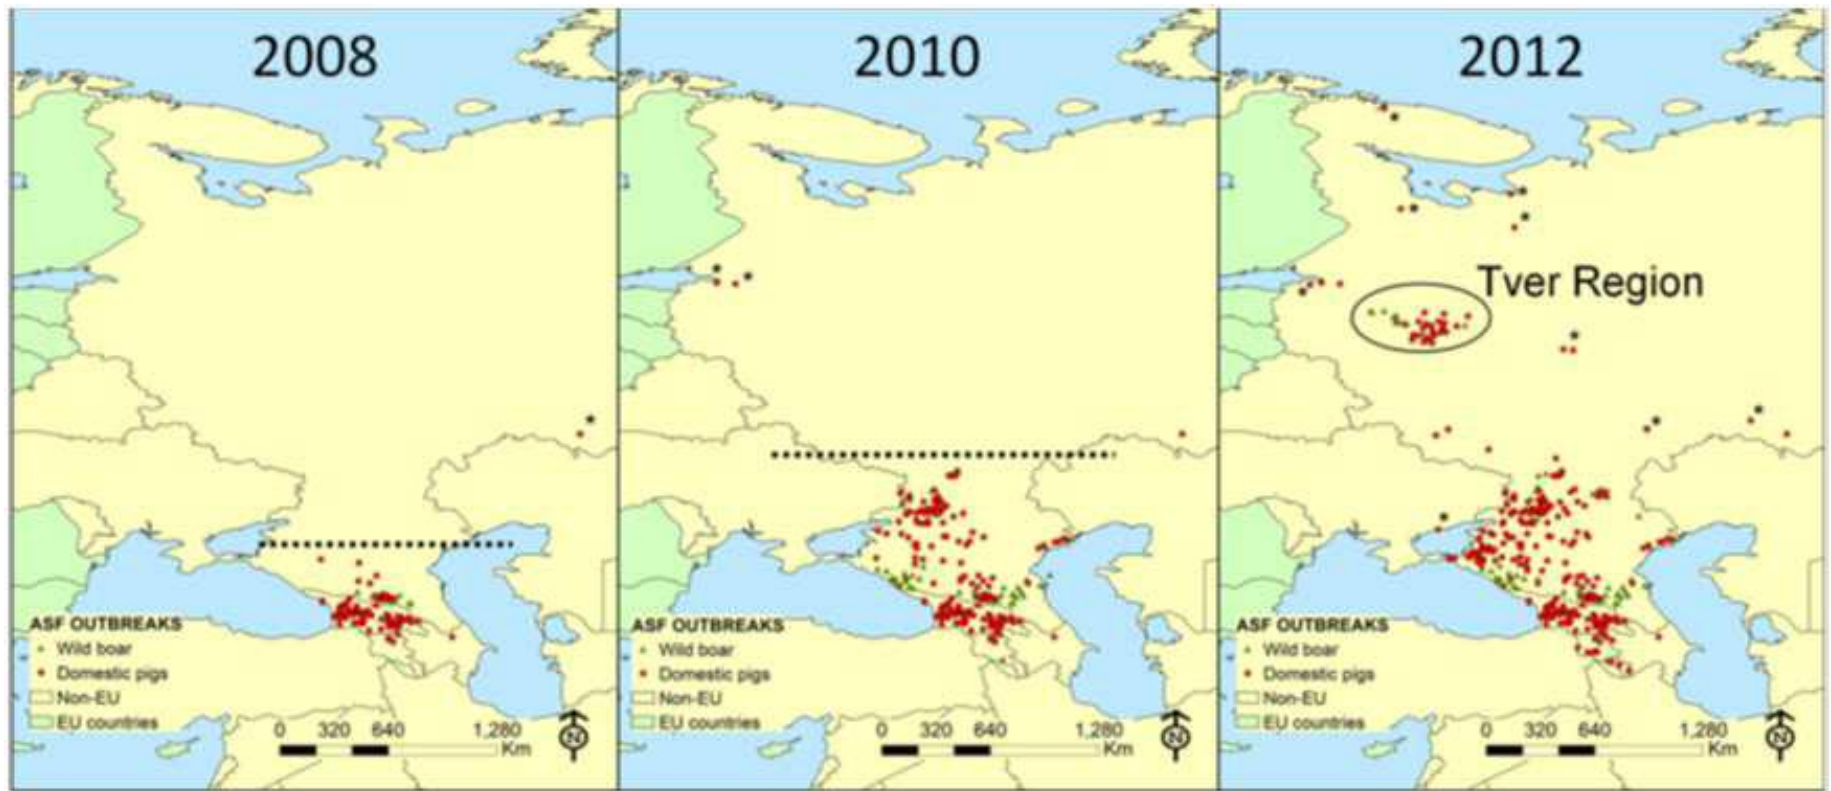 2008
ASF OUTBREAKS
Wild boar
Domestic pigs
Non-EU
EU countries
0 320 640 1,280
Km
N
2010
ASF OUTBREAKS
Wild boar
Domestic pigs
Non-EU
EU countries
0 320 640 1,280
Km
N
2012
Tver Region
ASF OUTBREAKS
Wild boar
Domestic pigs
Non-EU
EU countries
0 320 640 1,280
Km
N